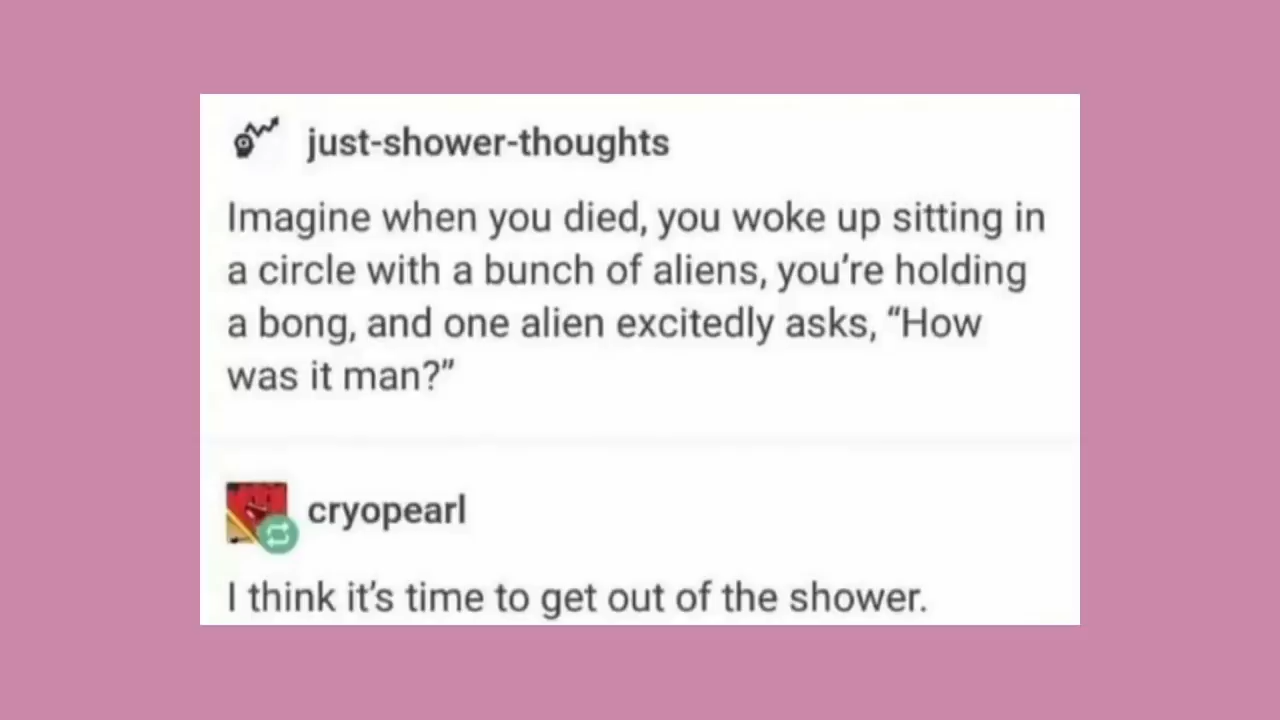 just-shower-thoughts
Imagine when you died, you woke up sitting in
a circle with a bunch of aliens, you’re holding
a bong, and one alien excitedly asks, “How
was it man?”
cryopearl
I think it’s time to get out of the shower.